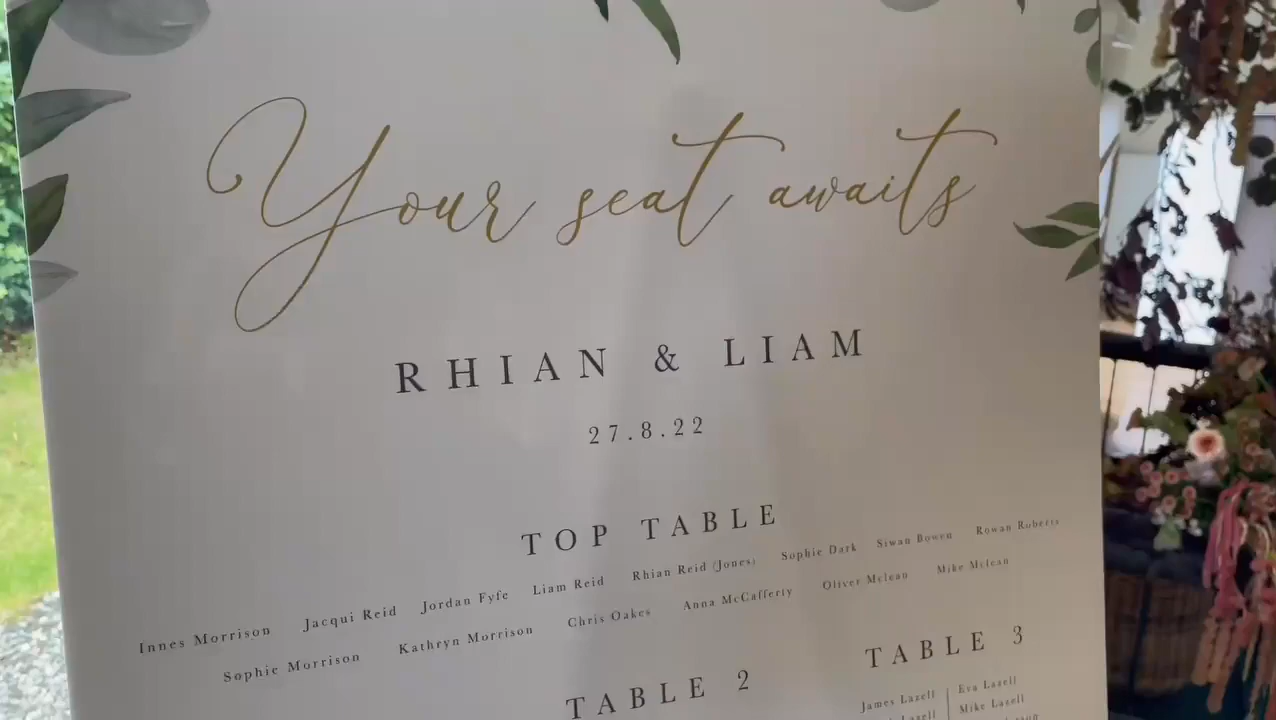 Your seat awaits
RHIAN & LIAM
27.8.22
TOP TABLE
Innes Morrison Jacqui Reid Jordan Fyfe Liam Reid Rhian Reid (Jones) Sophie Dark Siwan Bowen Rowan Roberts
Sophie Morrison Kathryn Morrison Chris Oakes Anna McCafferty Oliver Mclean Mike Mclean
TABLE 2
TABLE 3
James Lazell Eva Lazell
Lazell Mike Lasell